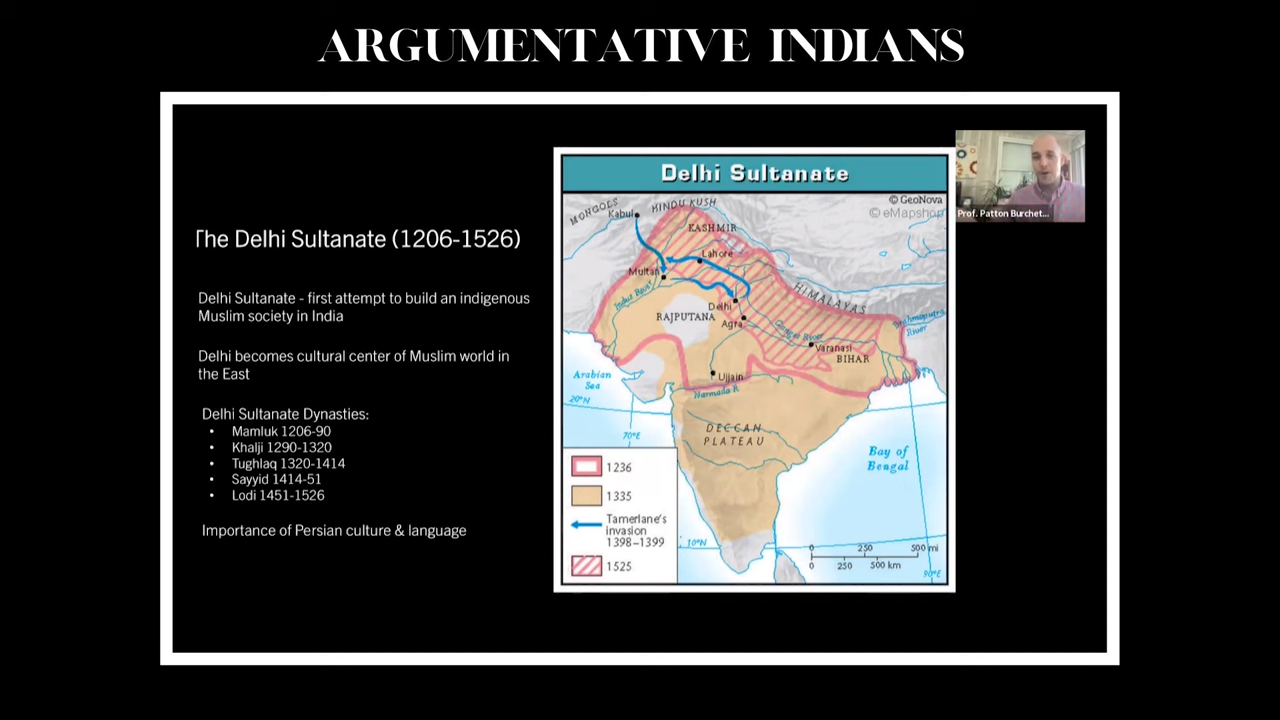 ARGUMENTATIVE INDIANS
The Delhi Sultanate (1206-1526)
Delhi Sultanate - first attempt to build an indigenous
Muslim society in India
Delhi becomes cultural center of Muslim world in
the East
Delhi Sultanate Dynasties:
• Mamluk 1206-90
• Khalji 1290-1320
• Tughlaq 1320-1414
• Sayyid 1414-51
• Lodi 1451-1526
Importance of Persian culture & language
Delhi Sultanate
© GeoNova
© eMapshop
MONGOLS
HINDU KUSH
Kabul
KASHMIR
Lahore
Multan
Indus River
HIMALAYAS
Delhi
RAJPUTANA
Agra
Ganges River
Brahmaputra
River
Varanasi
BIHAR
Arabian
Sea
Ujjain
Narmada R.
20°N
70°E
DECCAN
PLATEAU
Bay of
Bengal
1236
1335
Tamerlane's
invasion
1398–1399
1525
10°N
0 250 500 mi
0 250 500 km
90°E
Prof. Patton Burchet...